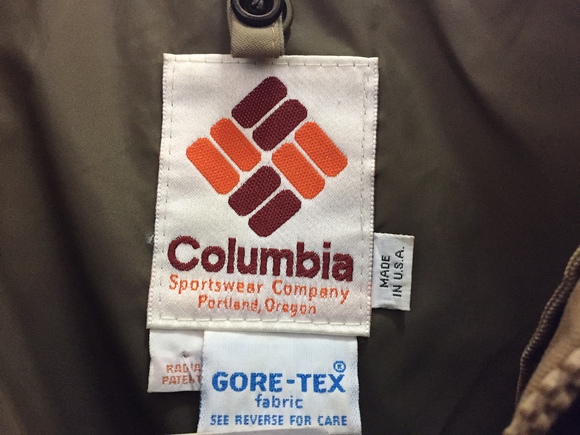 Columbia
Sportswear Company
Portland, Oregon
MADE
IN U.S.A.
GORE-TEX®
fabric
SEE REVERSE FOR CARE